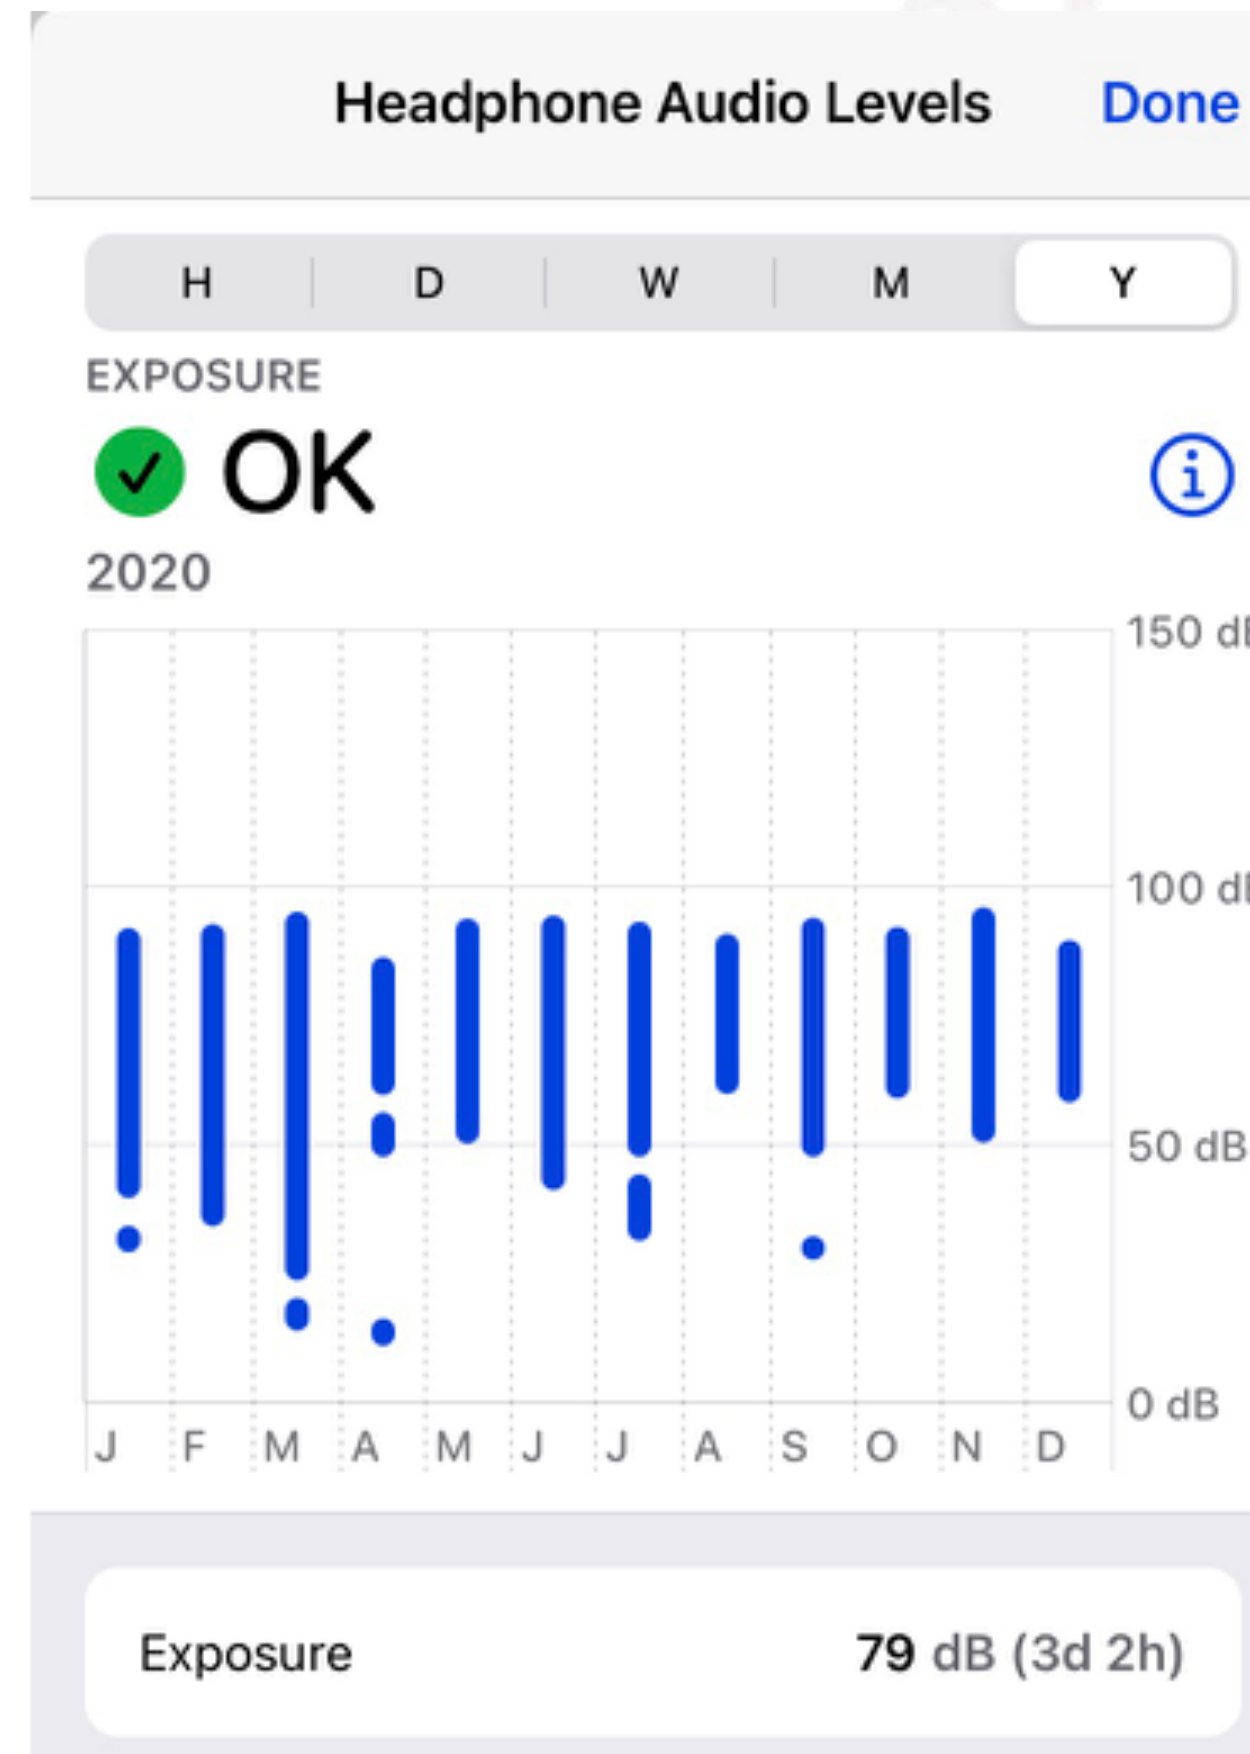 Headphone Audio Levels Done
H D W M Y
EXPOSURE
OK
2020
150 dB
100 dB
50 dB
0 dB
J F M A M J J A S O N D
Exposure 79 dB (3d 2h)